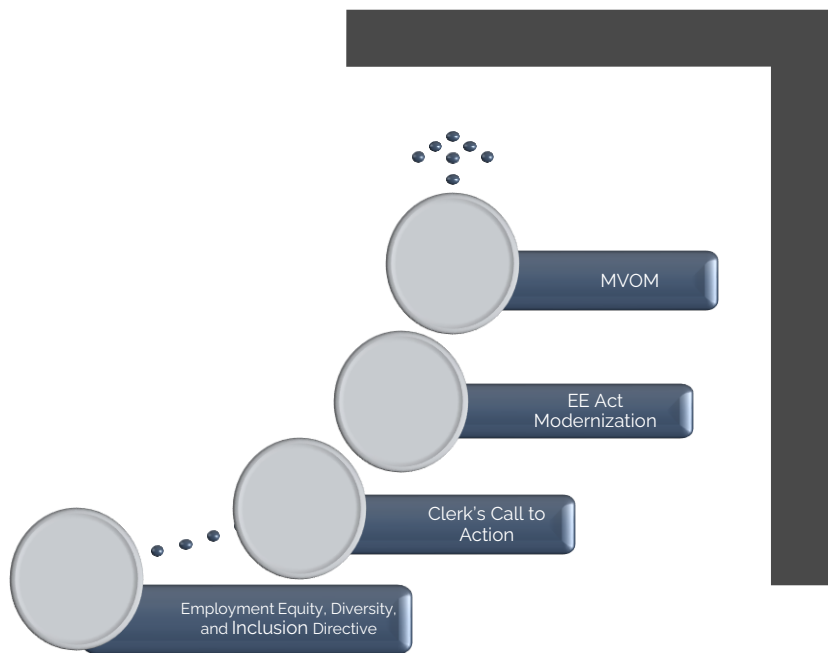 MVOM
EE Act
Modernization
Clerk's Call to
Action
Employment Equity, Diversity,
and Inclusion Directive